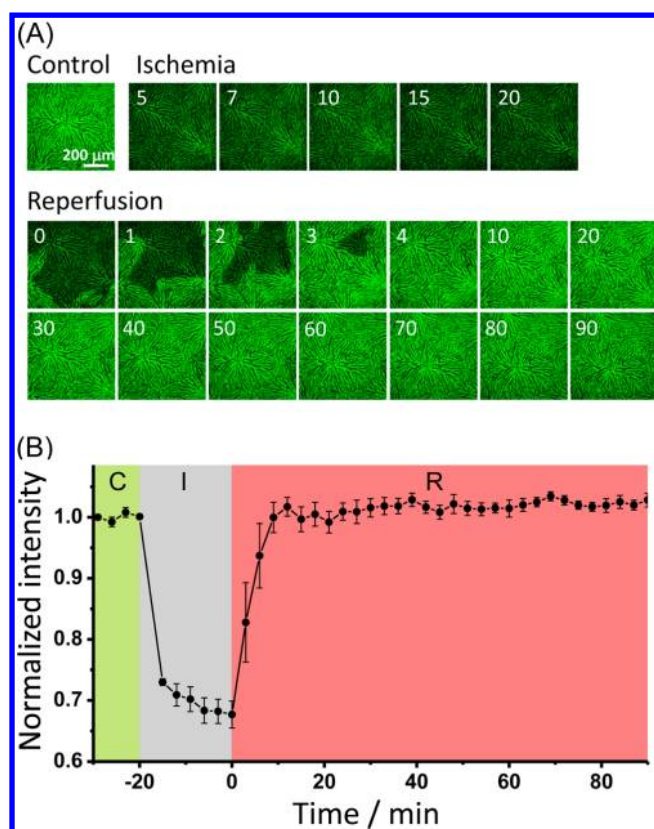 (A)
Control Ischemia
200 µm
5 7 10 15 20
Reperfusion
0 1 2 3 4 10 20
30 40 50 60 70 80 90
(B)
C I R
1.0
0.9
0.8
0.7
0.6
Normalized intensity
-20 0 20 40 60 80
Time / min